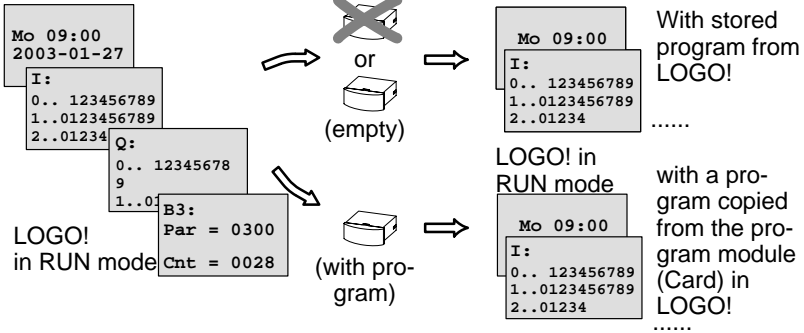 Mo 09:00
2003-01-27
I:
0.. 123456789
1..0123456789
2..01234
Q:
0.. 12345678
9
1..01
B3:
Par = 0300
Cnt = 0028
LOGO!
in RUN mode
or
(empty)
(with pro-
gram)
Mo 09:00
I:
0.. 123456789
1..0123456789
2..01234
With stored
program from
LOGO!
......
LOGO! in
RUN mode
Mo 09:00
I:
0.. 123456789
1..0123456789
2..01234
with a pro-
gram copied
from the pro-
gram module
(Card) in
LOGO!
......